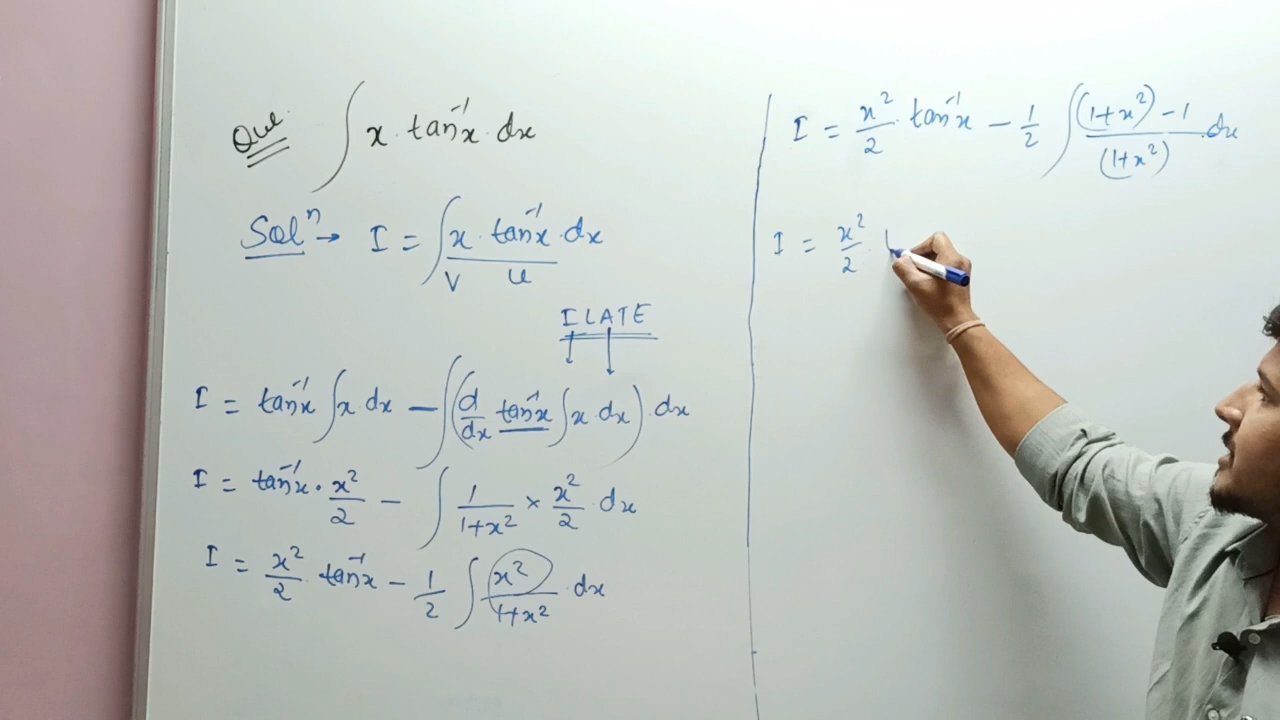 Que. ∫ x · tan⁻¹x · dx
Solⁿ → I = ∫ x · tan⁻¹x · dx
V u
ILATE
I = tan⁻¹x ∫ x · dx − ∫ ( d/dx tan⁻¹x ∫ x · dx ) · dx
I = tan⁻¹x · x²/2 − ∫ 1/1+x² × x²/2 · dx
I = x²/2 · tan⁻¹x − 1/2 ∫ x²/1+x² · dx
I = x²/2 · tan⁻¹x − 1/2 ∫ (1+x²) − 1/(1+x²) · dx
I = x²/2 ·